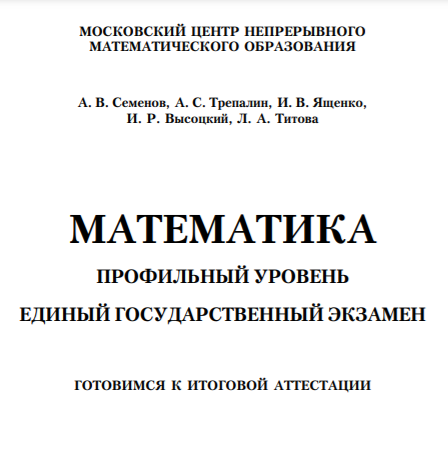 МОСКОВСКИЙ ЦЕНТР НЕПРЕРЫВНОГО
МАТЕМАТИЧЕСКОГО ОБРАЗОВАНИЯ
А. В. Семенов, А. С. Трепалин, И. В. Ященко,
И. Р. Высоцкий, Л. А. Титова
МАТЕМАТИКА
ПРОФИЛЬНЫЙ УРОВЕНЬ
ЕДИНЫЙ ГОСУДАРСТВЕННЫЙ ЭКЗАМЕН
ГОТОВИМСЯ К ИТОГОВОЙ АТТЕСТАЦИИ